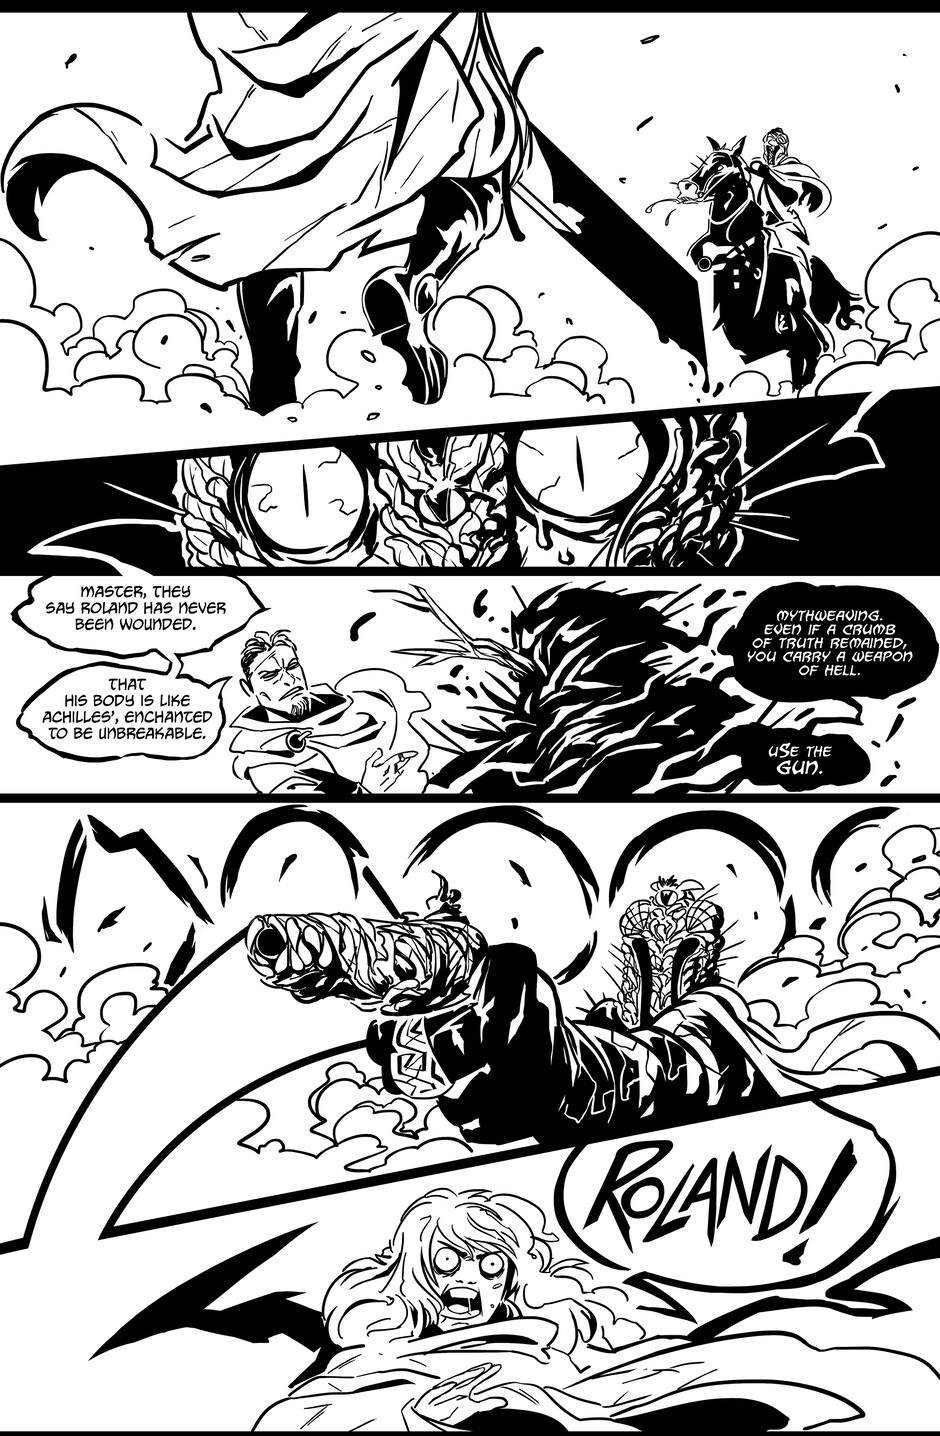 MASTER, THEY
SAY ROLAND HAS NEVER
BEEN WOUNDED.
THAT
HIS BODY IS LIKE
ACHILLES', ENCHANTED
TO BE UNBREAKABLE.
MYTHWEAVING.
EVEN IF A CRUMB
OF TRUTH REMAINED,
YOU CARRY A WEAPON
OF HELL.
USE THE
GUN.
ROLAND!